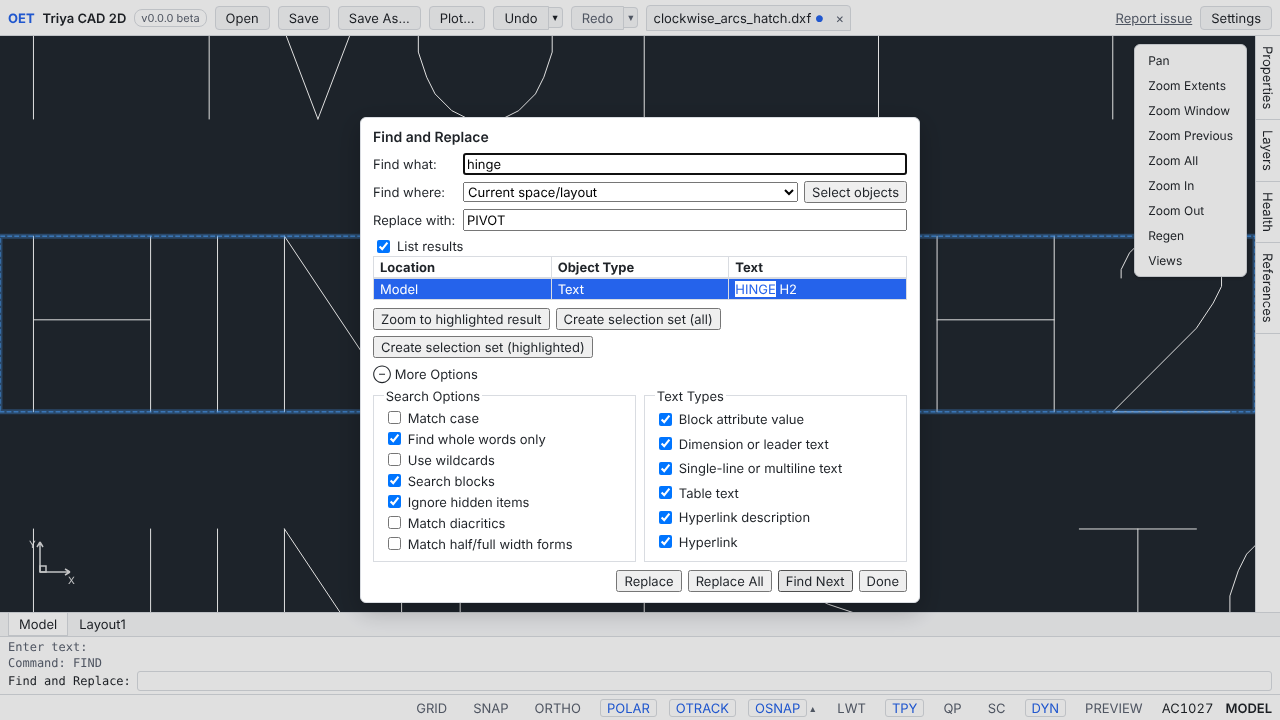 OET Triya CAD 2D v0.0.0 beta Open Save Save As... Plot... Undo ▾ Redo ▾ clockwise_arcs_hatch.dxf ● × Report issue Settings
Pan
Zoom Extents
Zoom Window
Zoom Previous
Zoom All
Zoom In
Zoom Out
Regen
Views
Properties
Layers
Health
References
Find and Replace
Find what: hinge
Find where: Current space/layout Select objects
Replace with: PIVOT
List results
Location Object Type Text
Model Text HINGE H2
Zoom to highlighted result Create selection set (all)
Create selection set (highlighted)
More Options
Search Options
Match case
Find whole words only
Use wildcards
Search blocks
Ignore hidden items
Match diacritics
Match half/full width forms
Text Types
Block attribute value
Dimension or leader text
Single-line or multiline text
Table text
Hyperlink description
Hyperlink
Replace Replace All Find Next Done
Y
X
Model Layout1
Enter text:
Command: FIND
Find and Replace:
GRID SNAP ORTHO POLAR OTRACK OSNAP ▴ LWT TPY QP SC DYN PREVIEW AC1027 MODEL